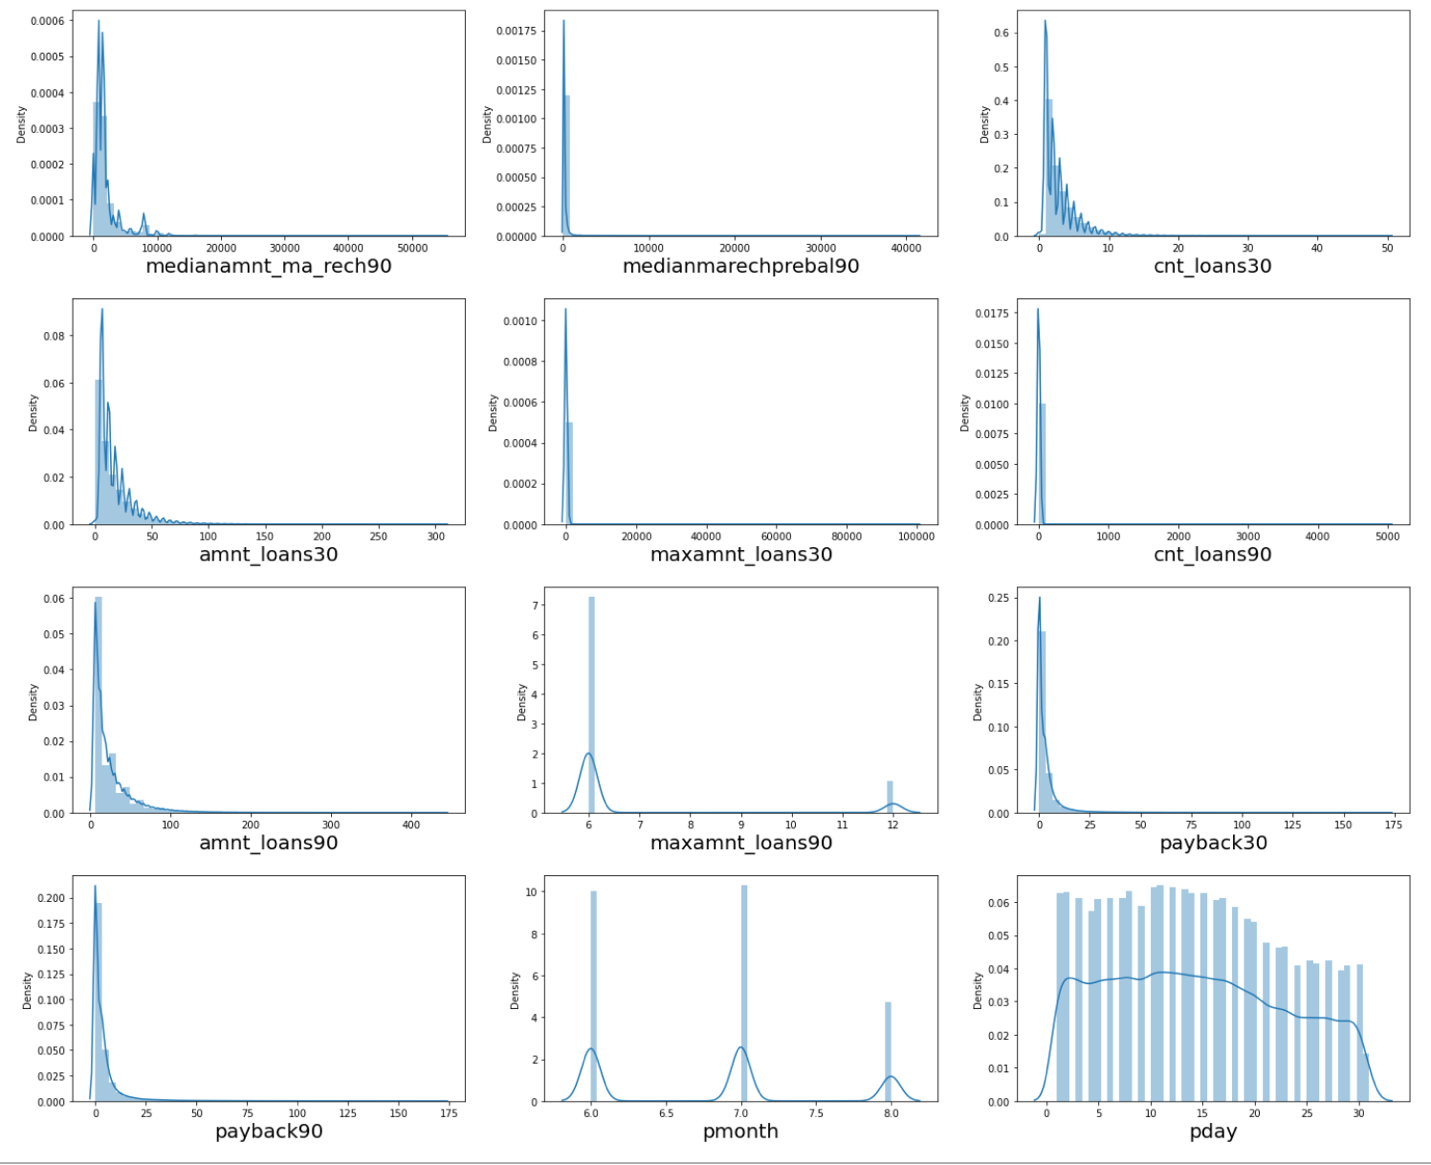 0.0006
0.0005
0.0004
0.0003
0.0002
0.0001
0.0000
Density
0 10000 20000 30000 40000 50000
medianamnt_ma_rech90
0.00175
0.00150
0.00125
0.00100
0.00075
0.00050
0.00025
0.00000
Density
0 10000 20000 30000 40000
medianmarechprebal90
0.6
0.5
0.4
0.3
0.2
0.1
0.0
Density
0 10 20 30 40 50
cnt_loans30
0.08
0.06
0.04
0.02
0.00
Density
0 50 100 150 200 250 300
amnt_loans30
0.0010
0.0008
0.0006
0.0004
0.0002
0.0000
Density
0 20000 40000 60000 80000 100000
maxamnt_loans30
0.0175
0.0150
0.0125
0.0100
0.0075
0.0050
0.0025
0.0000
Density
0 1000 2000 3000 4000 5000
cnt_loans90
0.06
0.05
0.04
0.03
0.02
0.01
0.00
Density
0 100 200 300 400
amnt_loans90
7
6
5
4
3
2
1
0
Density
6 7 8 9 10 11 12
maxamnt_loans90
0.25
0.20
0.15
0.10
0.05
0.00
Density
0 25 50 75 100 125 150 175
payback30
0.200
0.175
0.150
0.125
0.100
0.075
0.050
0.025
0.000
Density
0 25 50 75 100 125 150 175
payback90
10
8
6
4
2
0
Density
6.0 6.5 7.0 7.5 8.0
pmonth
0.06
0.05
0.04
0.03
0.02
0.01
0.00
Density
0 5 10 15 20 25 30
pday